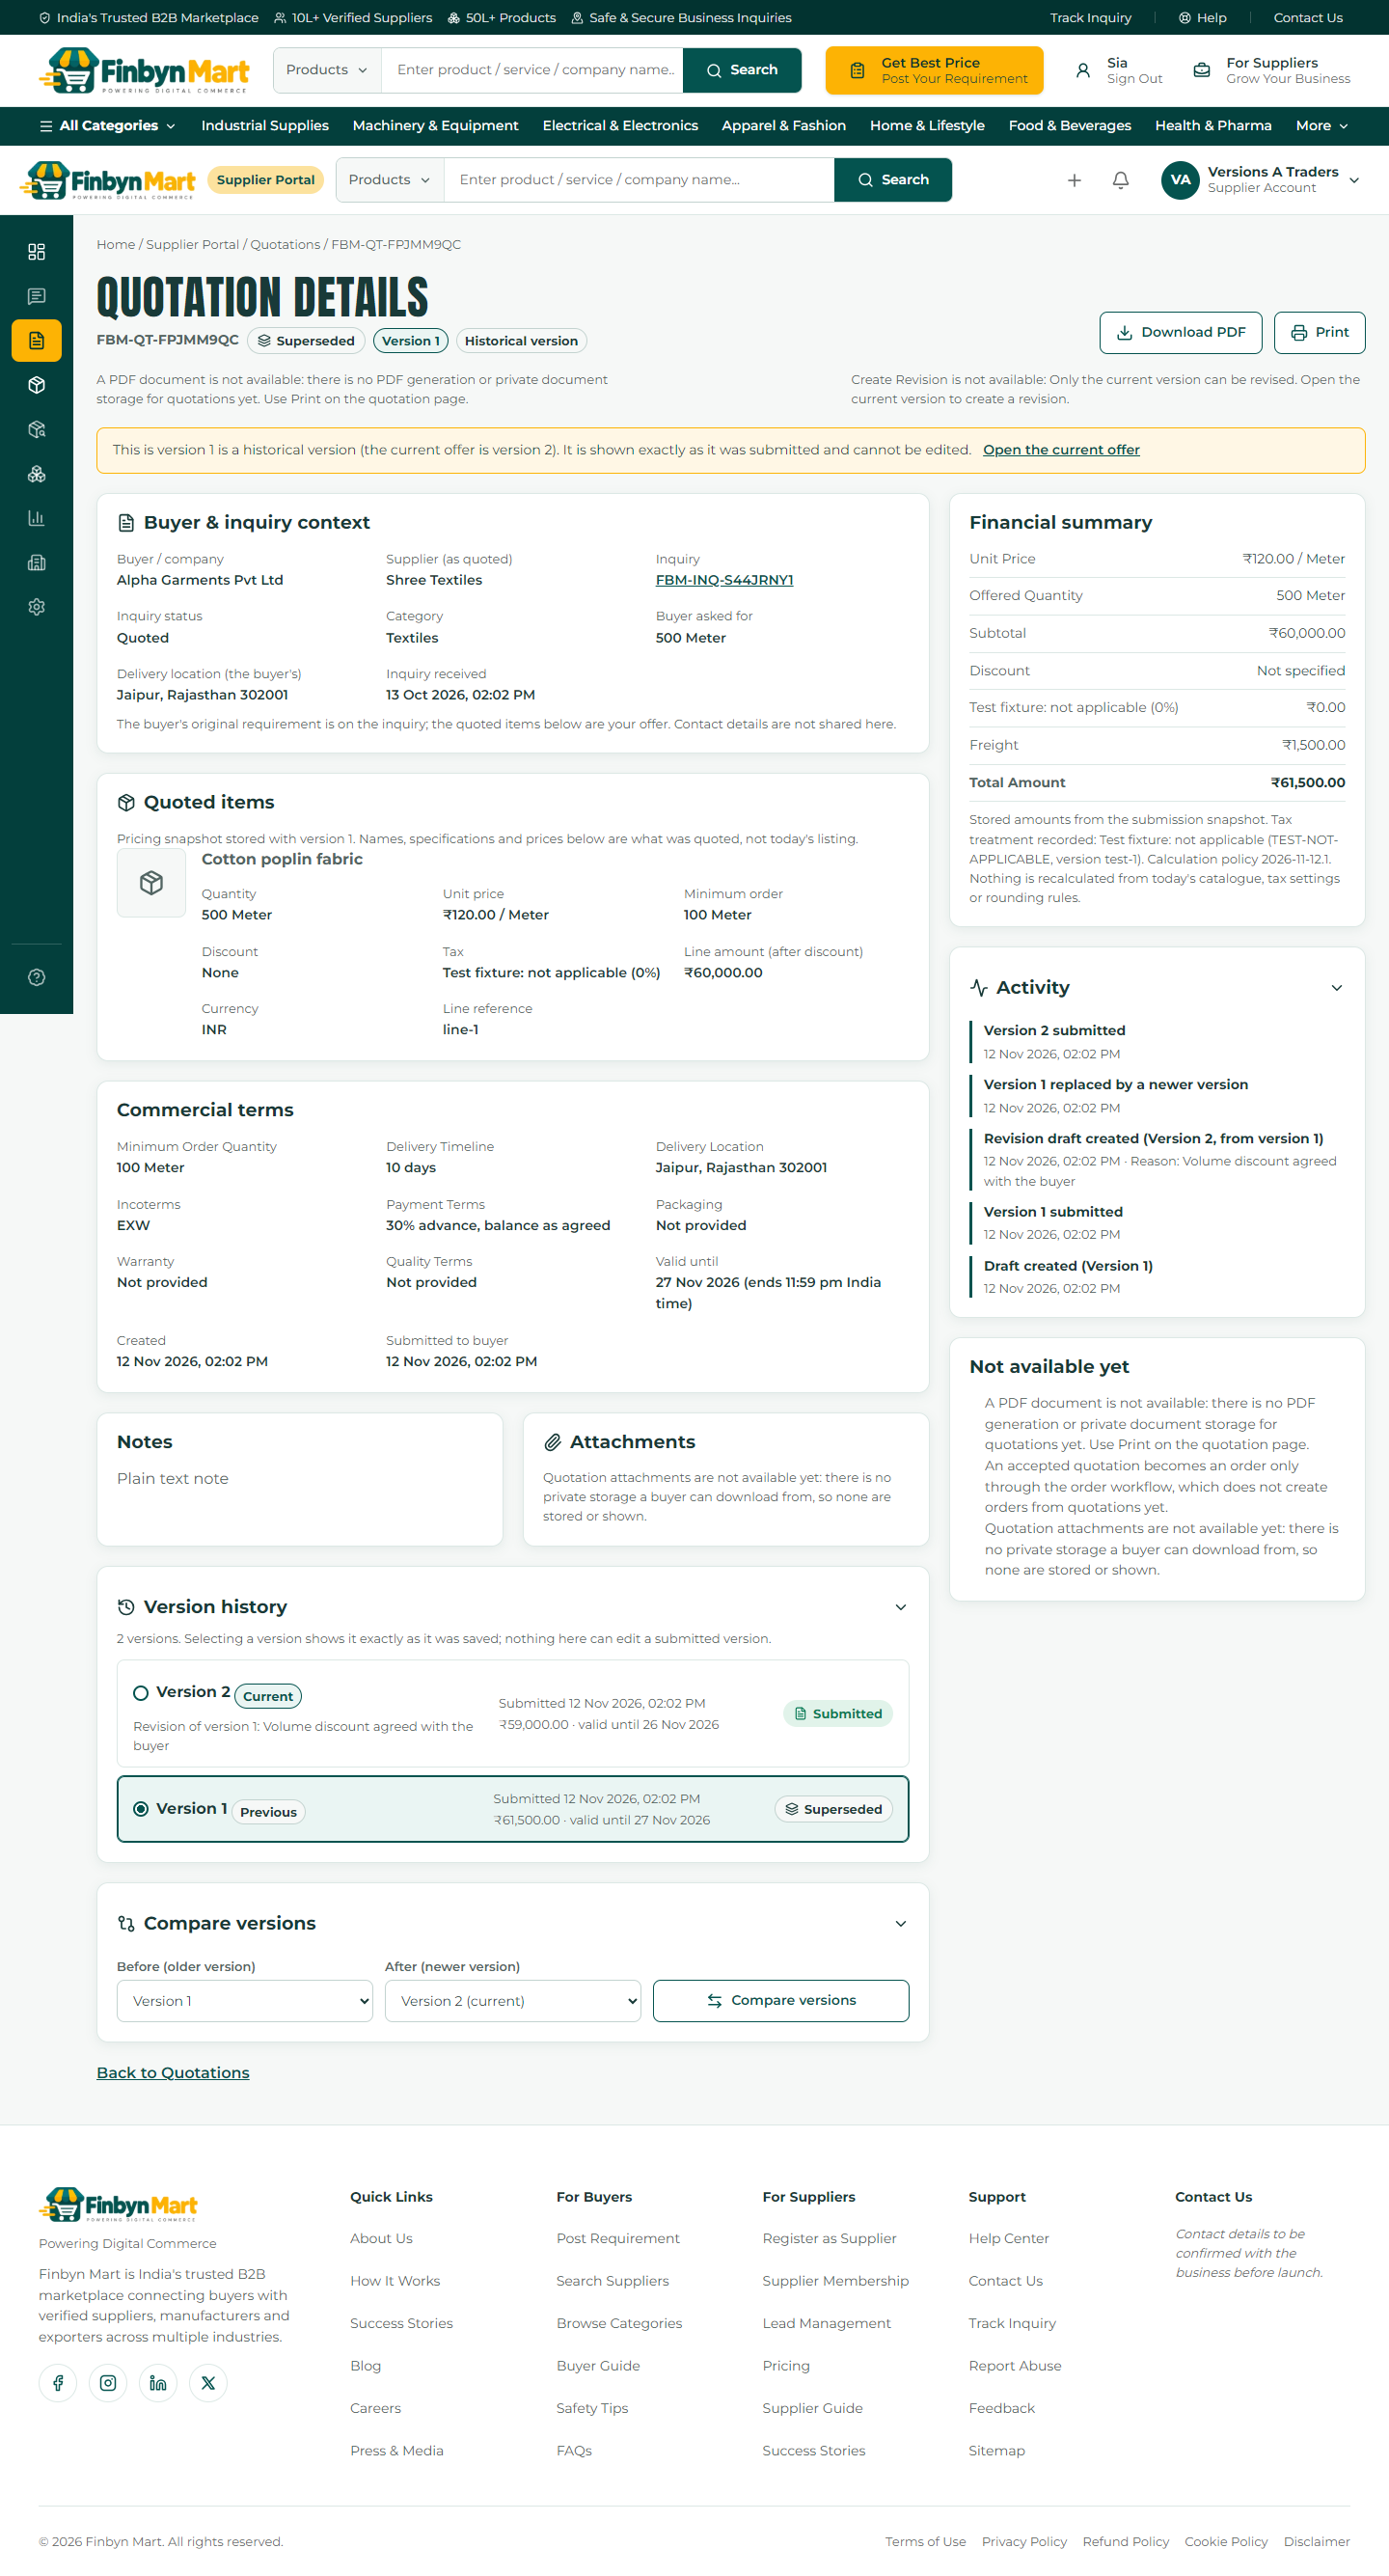 India's Trusted B2B Marketplace 10L+ Verified Suppliers 50L+ Products Safe & Secure Business Inquiries Track Inquiry Help Contact Us
Finbyn Mart
POWERING DIGITAL COMMERCE
Products Enter product / service / company name.. Search
Get Best Price
Post Your Requirement
Sia
Sign Out
For Suppliers
Grow Your Business
All Categories Industrial Supplies Machinery & Equipment Electrical & Electronics Apparel & Fashion Home & Lifestyle Food & Beverages Health & Pharma More
Finbyn Mart
POWERING DIGITAL COMMERCE
Supplier Portal
Products Enter product / service / company name... Search
VA
Versions A Traders
Supplier Account
Home / Supplier Portal / Quotations / FBM-QT-FPJMM9QC
QUOTATION DETAILS
FBM-QT-FPJMM9QC Superseded Version 1 Historical version
Download PDF Print
A PDF document is not available: there is no PDF generation or private document
storage for quotations yet. Use Print on the quotation page.
Create Revision is not available: Only the current version can be revised. Open the
current version to create a revision.
This is version 1 is a historical version (the current offer is version 2). It is shown exactly as it was submitted and cannot be edited. Open the current offer
Buyer & inquiry context
Buyer / company Supplier (as quoted) Inquiry
Alpha Garments Pvt Ltd Shree Textiles FBM-INQ-S44JRNY1
Inquiry status Category Buyer asked for
Quoted Textiles 500 Meter
Delivery location (the buyer's) Inquiry received
Jaipur, Rajasthan 302001 13 Oct 2026, 02:02 PM
The buyer's original requirement is on the inquiry; the quoted items below are your offer. Contact details are not shared here.
Quoted items
Pricing snapshot stored with version 1. Names, specifications and prices below are what was quoted, not today's listing.
Cotton poplin fabric
Quantity Unit price Minimum order
500 Meter ₹120.00 / Meter 100 Meter
Discount Tax Line amount (after discount)
None Test fixture: not applicable (0%) ₹60,000.00
Currency Line reference
INR line-1
Commercial terms
Minimum Order Quantity Delivery Timeline Delivery Location
100 Meter 10 days Jaipur, Rajasthan 302001
Incoterms Payment Terms Packaging
EXW 30% advance, balance as agreed Not provided
Warranty Quality Terms Valid until
Not provided Not provided 27 Nov 2026 (ends 11:59 pm India
time)
Created Submitted to buyer
12 Nov 2026, 02:02 PM 12 Nov 2026, 02:02 PM
Notes
Plain text note
Attachments
Quotation attachments are not available yet: there is no
private storage a buyer can download from, so none are
stored or shown.
Version history
2 versions. Selecting a version shows it exactly as it was saved; nothing here can edit a submitted version.
Version 2 Current
Revision of version 1: Volume discount agreed with the
buyer
Submitted 12 Nov 2026, 02:02 PM
₹59,000.00 · valid until 26 Nov 2026
Submitted
Version 1 Previous
Submitted 12 Nov 2026, 02:02 PM
₹61,500.00 · valid until 27 Nov 2026
Superseded
Compare versions
Before (older version) After (newer version)
Version 1 Version 2 (current) Compare versions
Back to Quotations
Financial summary
Unit Price ₹120.00 / Meter
Offered Quantity 500 Meter
Subtotal ₹60,000.00
Discount Not specified
Test fixture: not applicable (0%) ₹0.00
Freight ₹1,500.00
Total Amount ₹61,500.00
Stored amounts from the submission snapshot. Tax
treatment recorded: Test fixture: not applicable (TEST-NOT-
APPLICABLE, version test-1). Calculation policy 2026-11-12.1.
Nothing is recalculated from today's catalogue, tax settings
or rounding rules.
Activity
Version 2 submitted
12 Nov 2026, 02:02 PM
Version 1 replaced by a newer version
12 Nov 2026, 02:02 PM
Revision draft created (Version 2, from version 1)
12 Nov 2026, 02:02 PM · Reason: Volume discount agreed
with the buyer
Version 1 submitted
12 Nov 2026, 02:02 PM
Draft created (Version 1)
12 Nov 2026, 02:02 PM
Not available yet
A PDF document is not available: there is no PDF
generation or private document storage for
quotations yet. Use Print on the quotation page.
An accepted quotation becomes an order only
through the order workflow, which does not create
orders from quotations yet.
Quotation attachments are not available yet: there is
no private storage a buyer can download from, so
none are stored or shown.
Finbyn Mart
POWERING DIGITAL COMMERCE
Powering Digital Commerce
Finbyn Mart is India's trusted B2B
marketplace connecting buyers with
verified suppliers, manufacturers and
exporters across multiple industries.
Quick Links
About Us
How It Works
Success Stories
Blog
Careers
Press & Media
For Buyers
Post Requirement
Search Suppliers
Browse Categories
Buyer Guide
Safety Tips
FAQs
For Suppliers
Register as Supplier
Supplier Membership
Lead Management
Pricing
Supplier Guide
Success Stories
Support
Help Center
Contact Us
Track Inquiry
Report Abuse
Feedback
Sitemap
Contact Us
Contact details to be
confirmed with the
business before launch.
© 2026 Finbyn Mart. All rights reserved.
Terms of Use Privacy Policy Refund Policy Cookie Policy Disclaimer